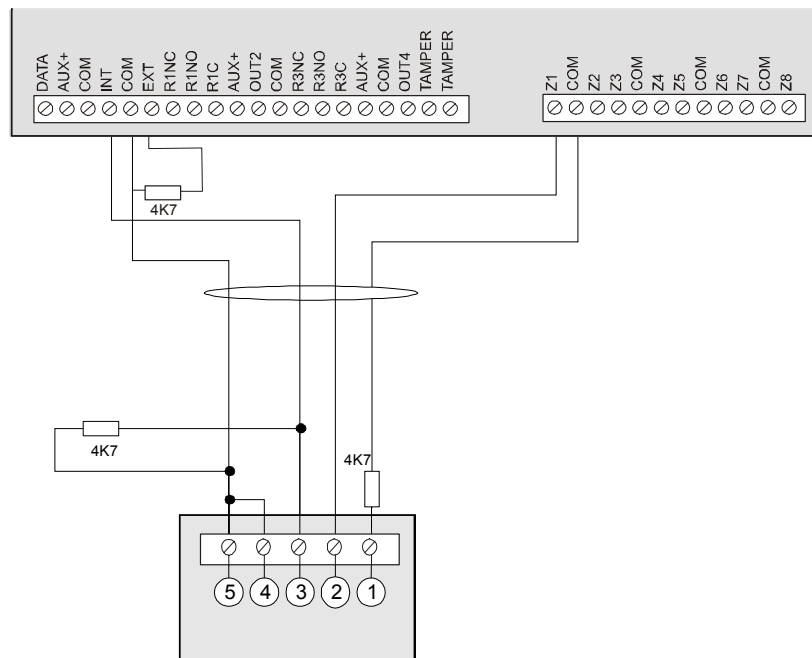 DATA
AUX+
COM
INT
COM
EXT
R1NC
R1NO
R1C
AUX+
OUT2
COM
R3NC
R3NO
R3C
AUX+
COM
OUT4
TAMPER
TAMPER
Z1
COM
Z2
Z3
COM
Z4
Z5
COM
Z6
Z7
COM
Z8
4K7
4K7
4K7
5
4
3
2
1